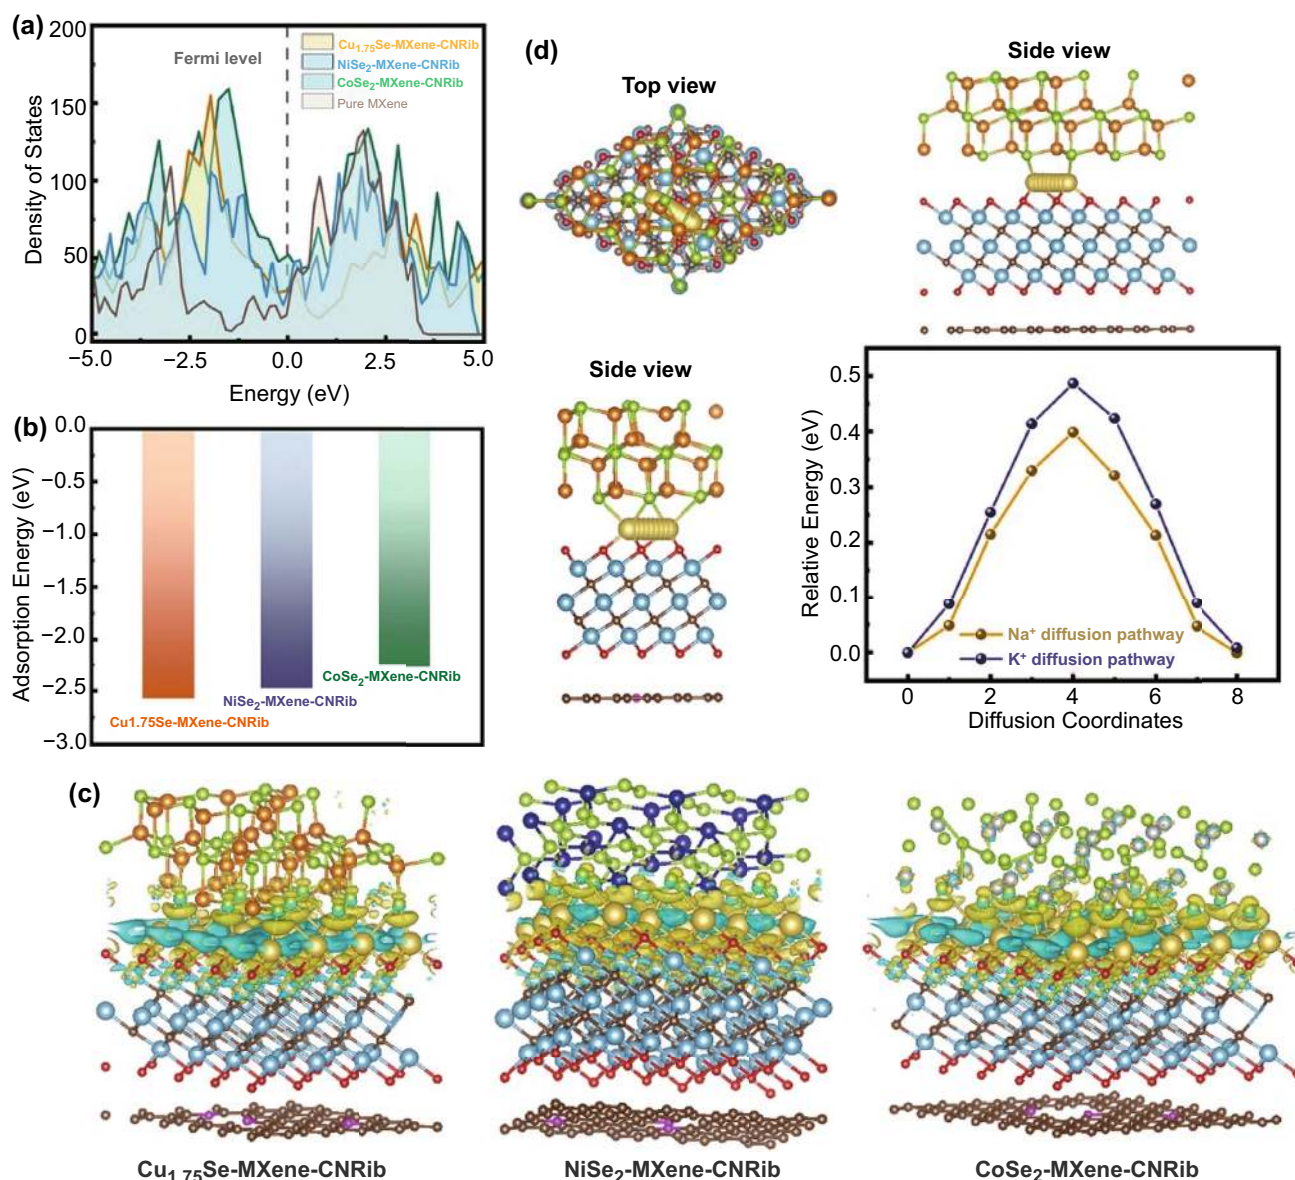 (a)
200
150
100
50
0
Density of States
Fermi level
Cu1.75Se-MXene-CNRib
NiSe2-MXene-CNRib
CoSe2-MXene-CNRib
Pure MXene
−5.0
−2.5
0.0
2.5
5.0
Energy (eV)
(b)
0.0
−0.5
−1.0
−1.5
−2.0
−2.5
−3.0
Adsorption Energy (eV)
CoSe2-MXene-CNRib
NiSe2-MXene-CNRib
Cu1.75Se-MXene-CNRib
(d)
Top view
Side view
Side view
0.5
0.4
0.3
0.2
0.1
0.0
Relative Energy (eV)
Na+ diffusion pathway
K+ diffusion pathway
0 2 4 6 8
Diffusion Coordinates
(c)
Cu1.75Se-MXene-CNRib
NiSe2-MXene-CNRib
CoSe2-MXene-CNRib